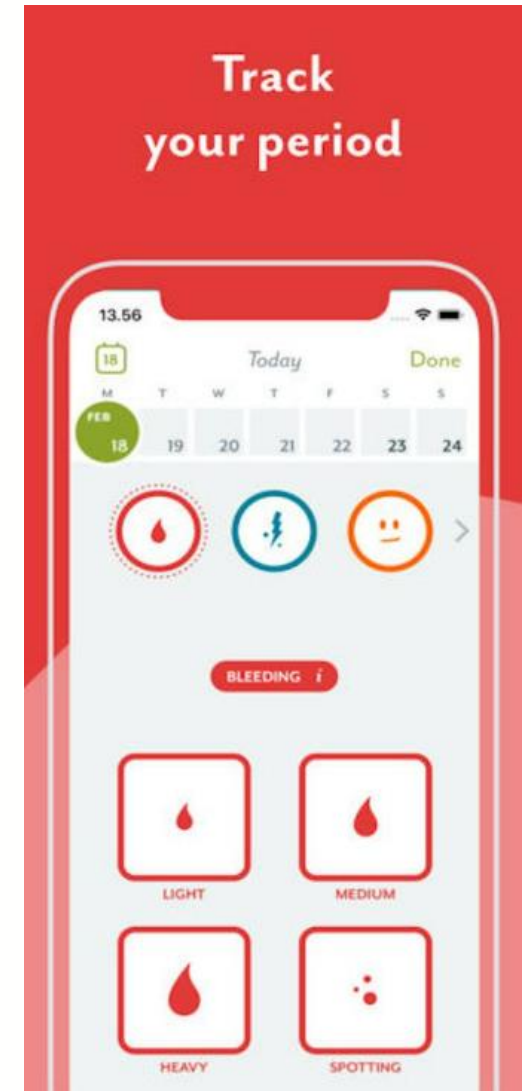 Track
your period
13.56
18
Today
Done
M T W T F S S
FEB
18 19 20 21 22 23 24
BLEEDING i
LIGHT MEDIUM
HEAVY SPOTTING